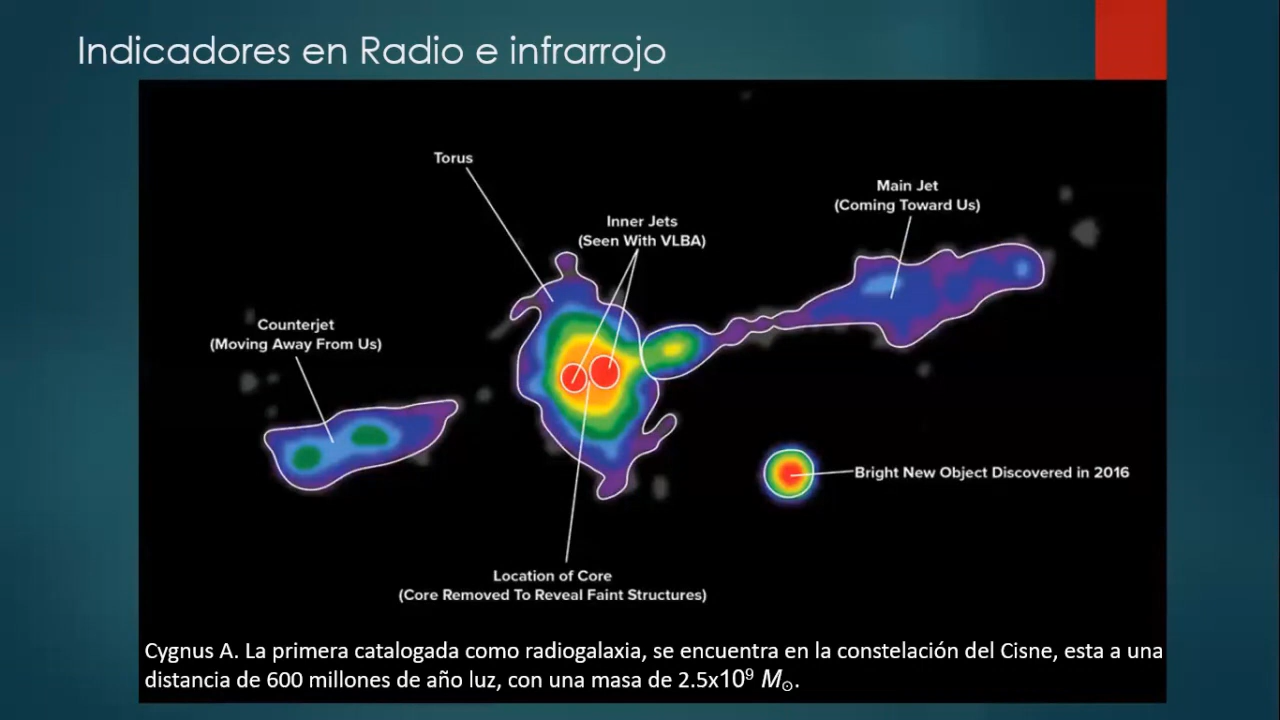 Indicadores en Radio e infrarrojo
Torus
Main Jet
(Coming Toward Us)
Inner Jets
(Seen With VLBA)
Counterjet
(Moving Away From Us)
Bright New Object Discovered in 2016
Location of Core
(Core Removed To Reveal Faint Structures)
Cygnus A. La primera catalogada como radiogalaxia, se encuentra en la constelación del Cisne, esta a una
distancia de 600 millones de año luz, con una masa de 2.5x10⁹ M☉.